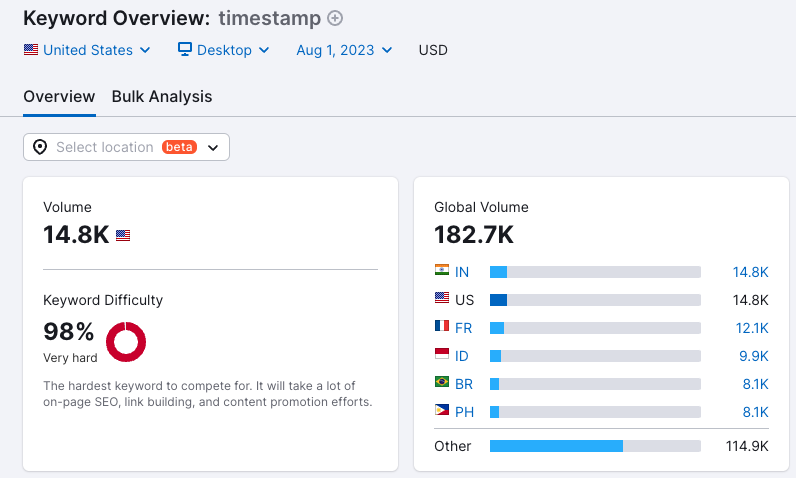 Keyword Overview: timestamp
United States Desktop Aug 1, 2023 USD
Overview Bulk Analysis
Select location beta
Volume
14.8K
Keyword Difficulty
98%
Very hard
The hardest keyword to compete for. It will take a lot of
on-page SEO, link building, and content promotion efforts.
Global Volume
182.7K
IN 14.8K
US 14.8K
FR 12.1K
ID 9.9K
BR 8.1K
PH 8.1K
Other 114.9K